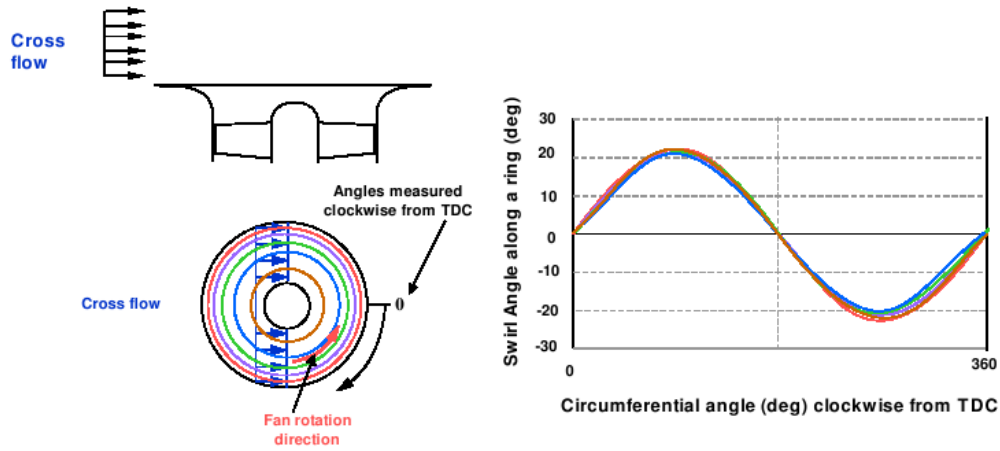 Cross
flow
Angles measured
clockwise from TDC
Cross flow
0
Fan rotation
direction
Swirl Angle along a ring (deg)
30
20
10
0
-10
-20
-30
0
360
Circumferential angle (deg) clockwise from TDC